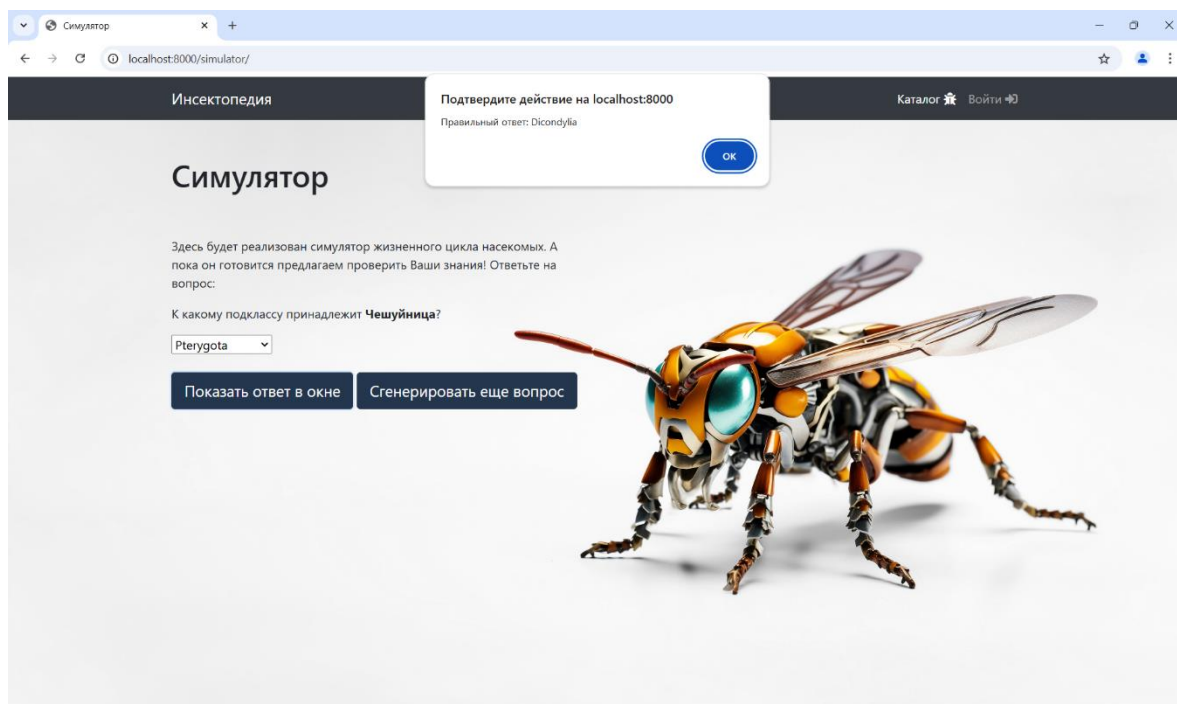 Симулятор
localhost:8000/simulator/
Инсектопедия
Каталог
Войти
Подтвердите действие на localhost:8000
Правильный ответ: Dicondylia
ОК
Симулятор
Здесь будет реализован симулятор жизненного цикла насекомых. А
пока он готовится предлагаем проверить Ваши знания! Ответьте на
вопрос:
К какому подклассу принадлежит Чешуйница?
Pterygota
Показать ответ в окне
Сгенерировать еще вопрос